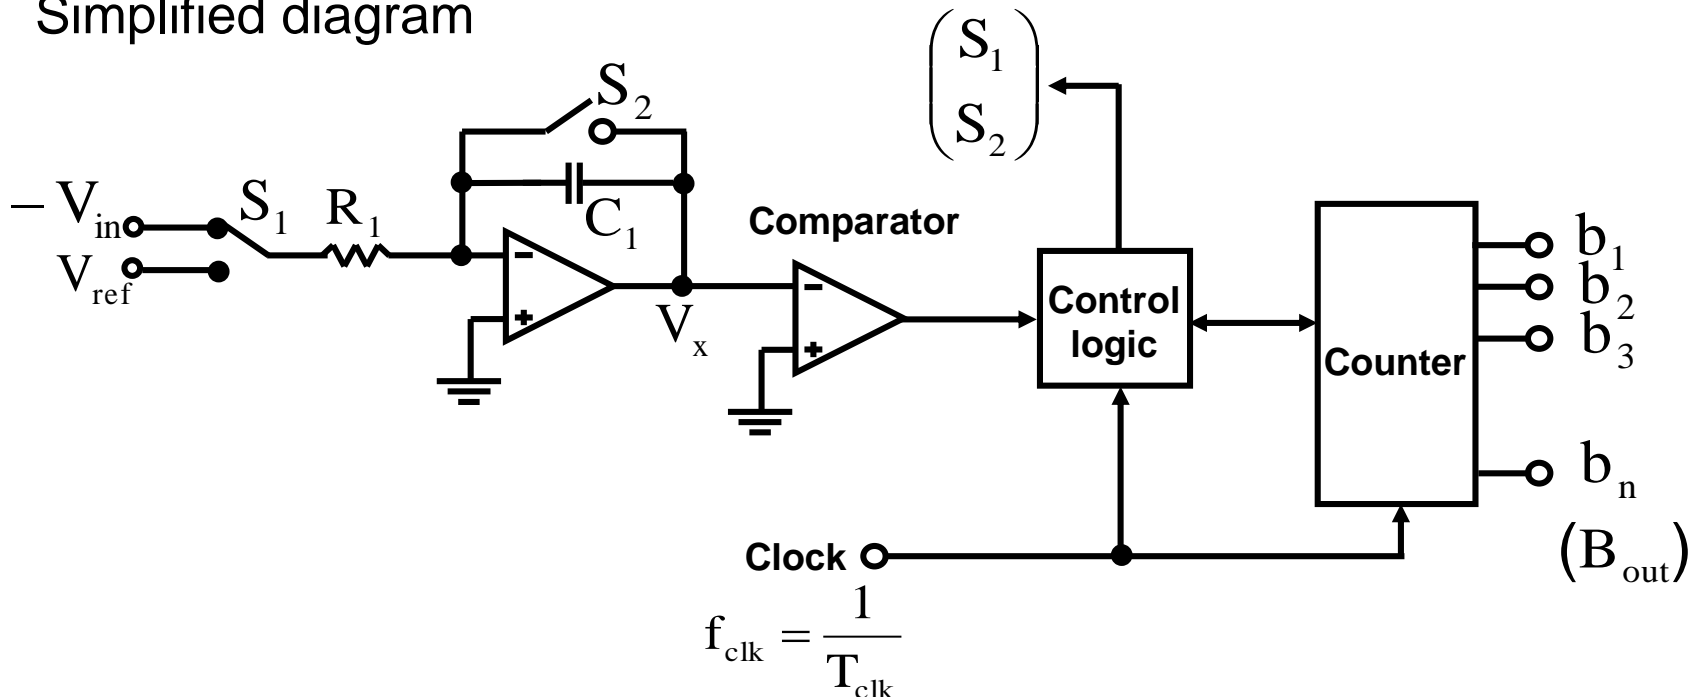 Simplified diagram
S1
S2
S2
− Vin
S1
R1
C1
Vref
−
+
Vx
Comparator
−
+
Control
logic
Counter
b1
b2
b3
bn
(Bout)
Clock
fclk = 1
Tclk